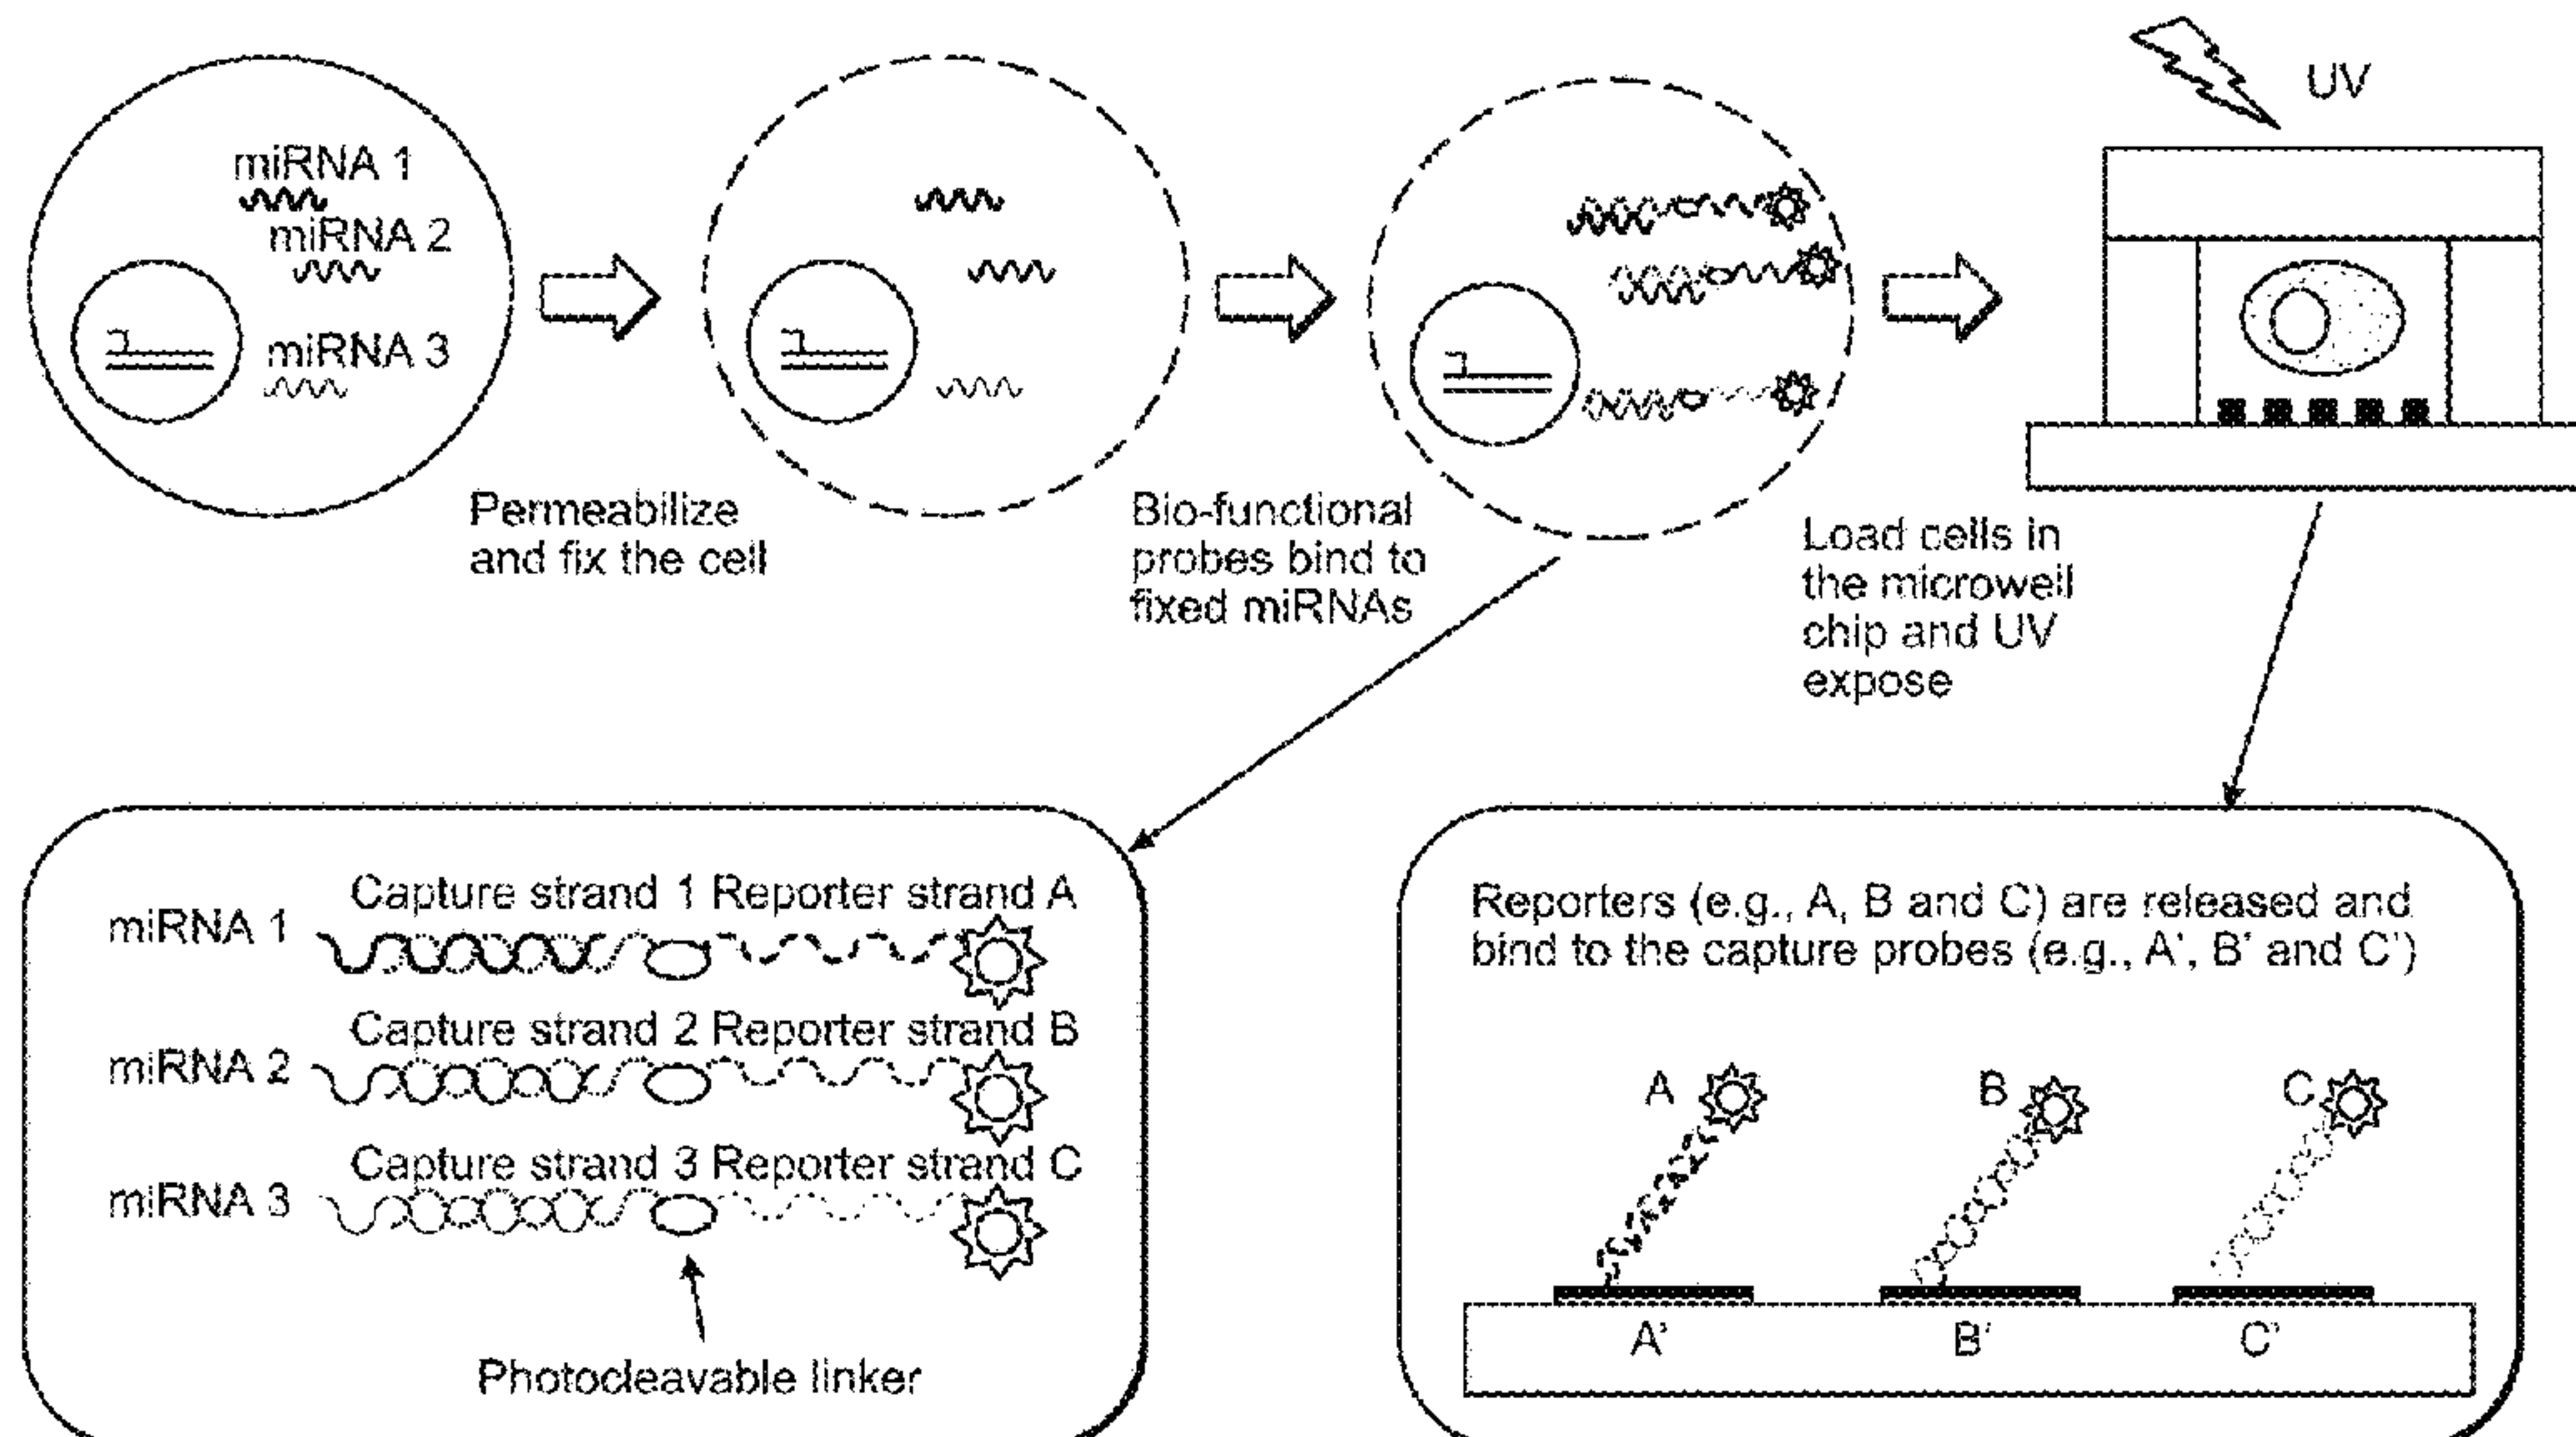 miRNA 1
miRNA 2
miRNA 3
UV
Permeabilize
and fix the cell
Bio-functional
probes bind to
fixed miRNAs
Load cells in
the microwell
chip and UV
expose
Capture strand 1 Reporter strand A
miRNA 1
Capture strand 2 Reporter strand B
miRNA 2
Capture strand 3 Reporter strand C
miRNA 3
Photocleavable linker
Reporters (e.g., A, B and C) are released and
bind to the capture probes (e.g., A', B' and C')
A B C
A' B' C'